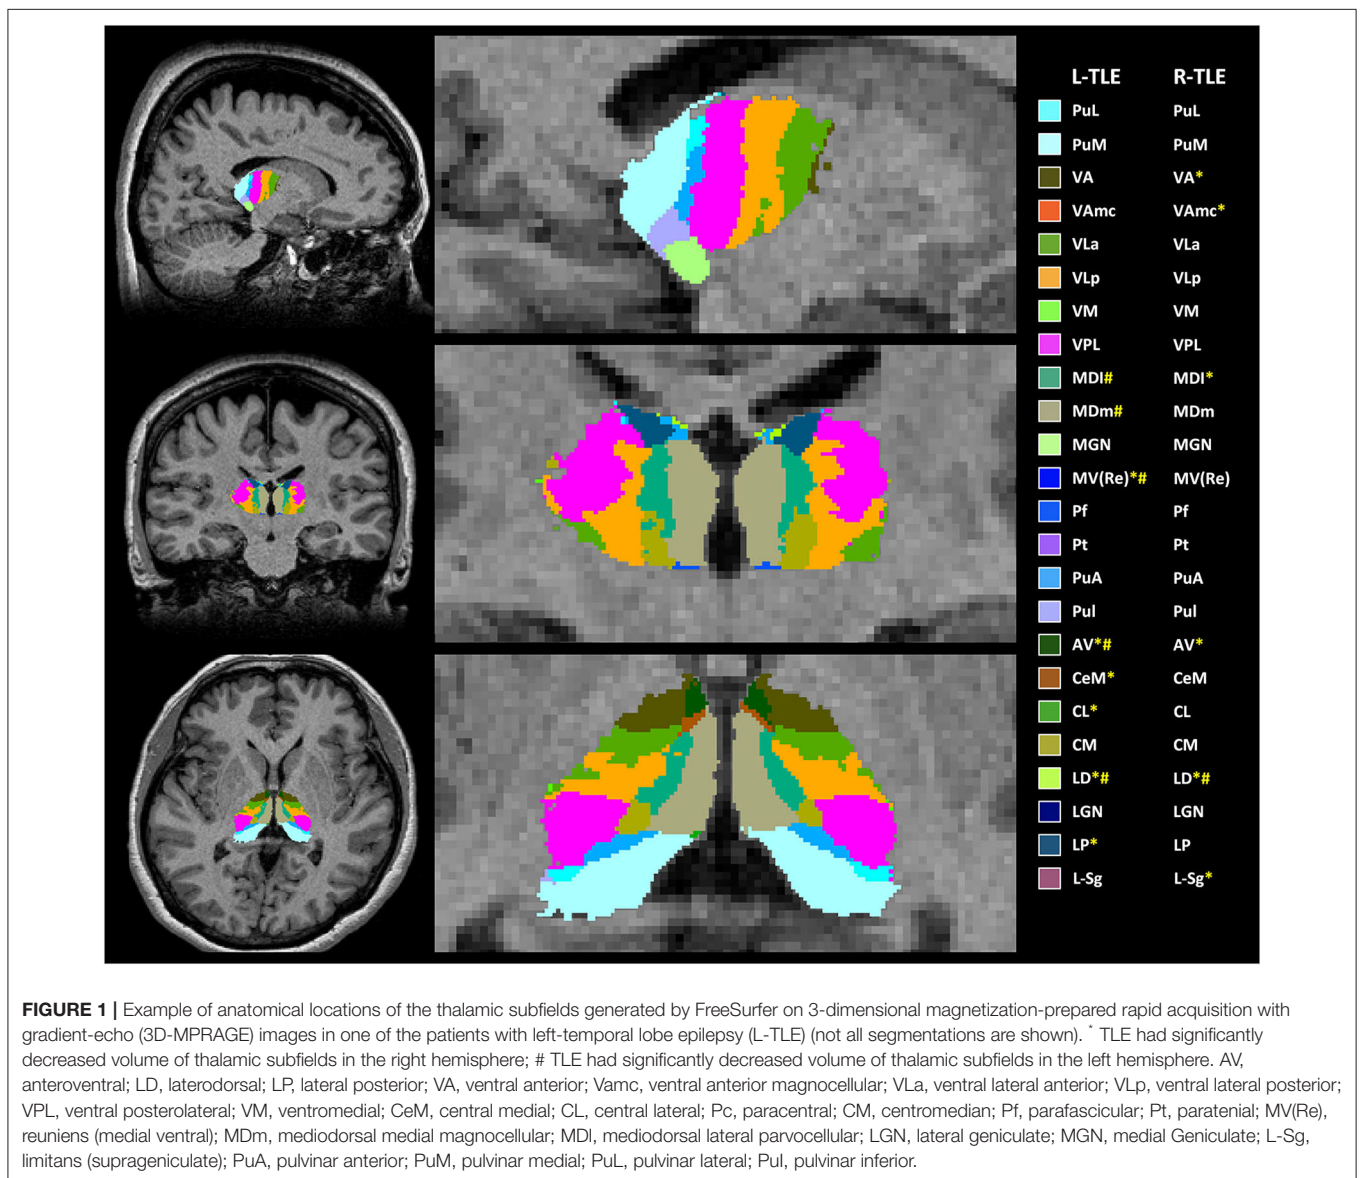 L-TLE R-TLE
PuL PuL
PuM PuM
VA VA*
VAmc VAmc*
VLa VLa
VLp VLp
VM VM
VPL VPL
MDl# MDl*
MDm# MDm
MGN MGN
MV(Re)*# MV(Re)
Pf Pf
Pt Pt
PuA PuA
PuI PuI
AV*# AV*
CeM* CeM
CL* CL
CM CM
LD*# LD*#
LGN LGN
LP* LP
L-Sg L-Sg*
FIGURE 1 | Example of anatomical locations of the thalamic subfields generated by FreeSurfer on 3-dimensional magnetization-prepared rapid acquisition with
gradient-echo (3D-MPRAGE) images in one of the patients with left-temporal lobe epilepsy (L-TLE) (not all segmentations are shown). * TLE had significantly
decreased volume of thalamic subfields in the right hemisphere; # TLE had significantly decreased volume of thalamic subfields in the left hemisphere. AV,
anteroventral; LD, laterodorsal; LP, lateral posterior; VA, ventral anterior; Vamc, ventral anterior magnocellular; VLa, ventral lateral anterior; VLp, ventral lateral posterior;
VPL, ventral posterolateral; VM, ventromedial; CeM, central medial; CL, central lateral; Pc, paracentral; CM, centromedian; Pf, parafascicular; Pt, paratenial; MV(Re),
reuniens (medial ventral); MDm, mediodorsal medial magnocellular; MDl, mediodorsal lateral parvocellular; LGN, lateral geniculate; MGN, medial Geniculate; L-Sg,
limitans (suprageniculate); PuA, pulvinar anterior; PuM, pulvinar medial; PuL, pulvinar lateral; PuI, pulvinar inferior.